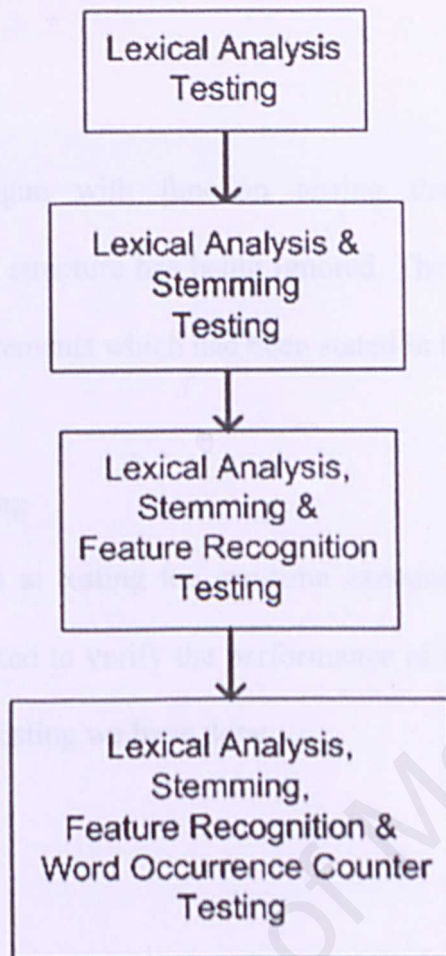 Lexical Analysis
Testing
Lexical Analysis &
Stemming
Testing
Lexical Analysis,
Stemming &
Feature Recognition
Testing
Lexical Analysis,
Stemming,
Feature Recognition &
Word Occurrence Counter
Testing
of